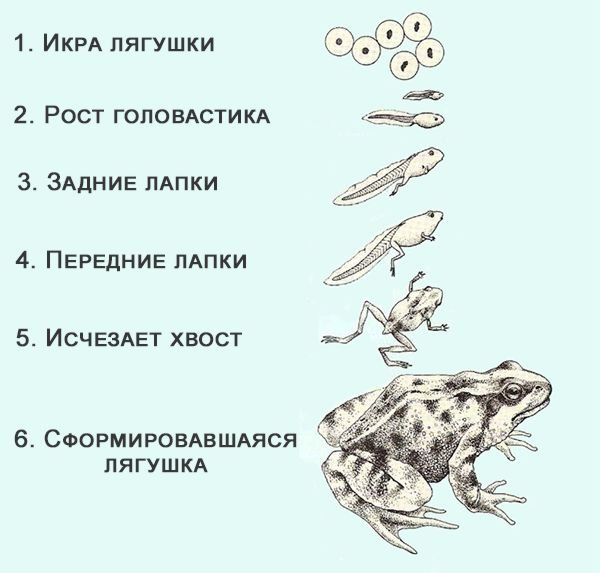 1. Икра лягушки
2. Рост головастика
3. Задние лапки
4. Передние лапки
5. Исчезает хвост
6. Сформировавшаяся
лягушка